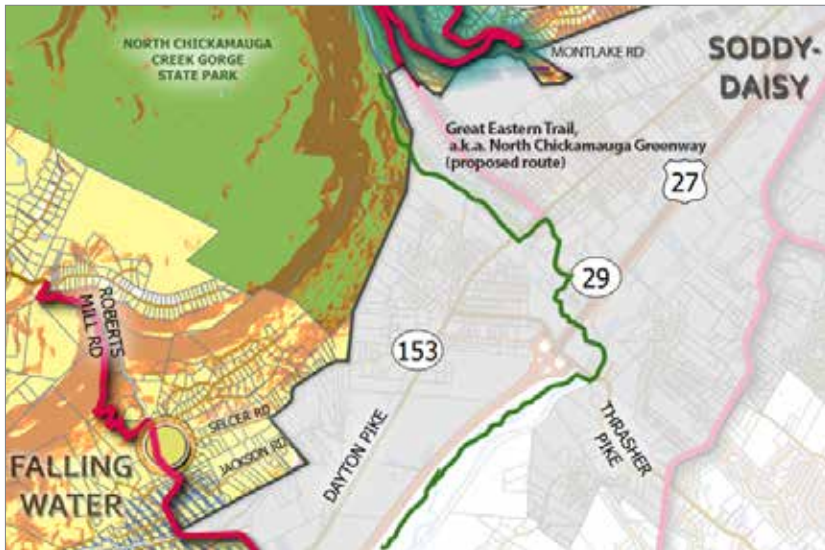 NORTH CHICKAMAUGA
CREEK GORGE
STATE PARK
MONTLAKE RD
SODDY-
DAISY
Great Eastern Trail,
a.k.a. North Chickamauga Greenway
(proposed route)
27
29
153
ROBERTS
MILL RD
SELCER RD
JACKSON RD
DAYTON PIKE
THRASHER
PIKE
FALLING
WATER